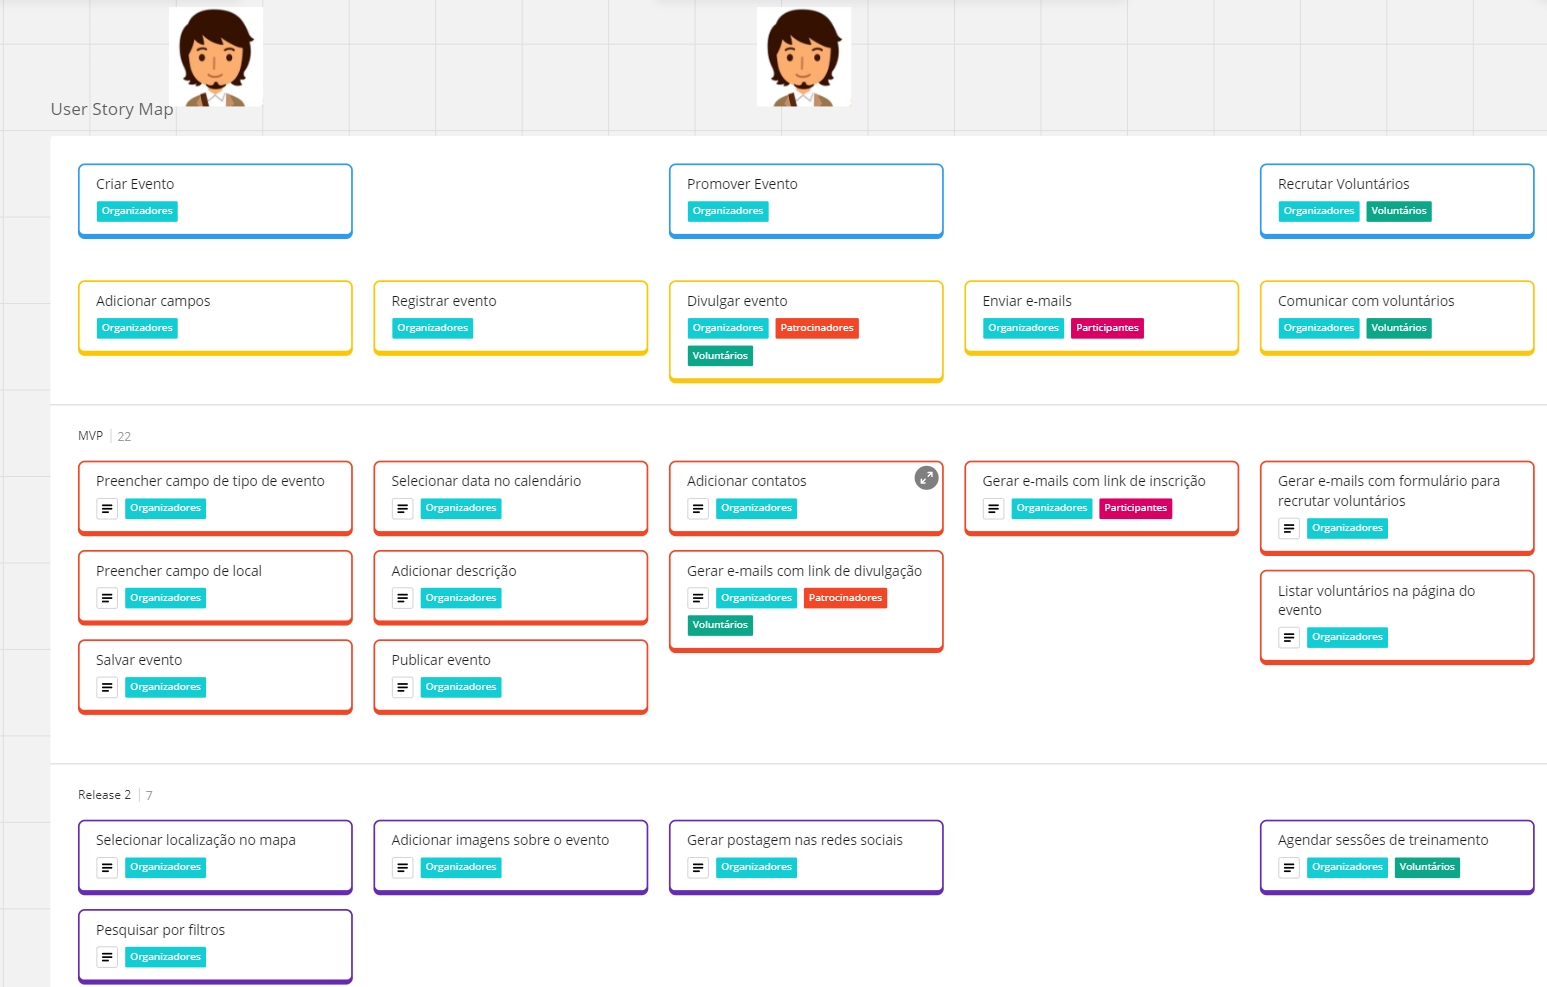 User Story Map
Criar Evento
Organizadores
Promover Evento
Organizadores
Recrutar Voluntários
Organizadores Voluntários
Adicionar campos
Organizadores
Registrar evento
Organizadores
Divulgar evento
Organizadores Patrocinadores
Voluntários
Enviar e-mails
Organizadores Participantes
Comunicar com voluntários
Organizadores Voluntários
MVP 22
Preencher campo de tipo de evento
Organizadores
Selecionar data no calendário
Organizadores
Adicionar contatos
Organizadores
Gerar e-mails com link de inscrição
Organizadores Participantes
Gerar e-mails com formulário para
recrutar voluntários
Organizadores
Preencher campo de local
Organizadores
Adicionar descrição
Organizadores
Gerar e-mails com link de divulgação
Organizadores Patrocinadores
Voluntários
Listar voluntários na página do
evento
Organizadores
Salvar evento
Organizadores
Publicar evento
Organizadores
Release 2 7
Selecionar localização no mapa
Organizadores
Adicionar imagens sobre o evento
Organizadores
Gerar postagem nas redes sociais
Organizadores
Agendar sessões de treinamento
Organizadores Voluntários
Pesquisar por filtros
Organizadores